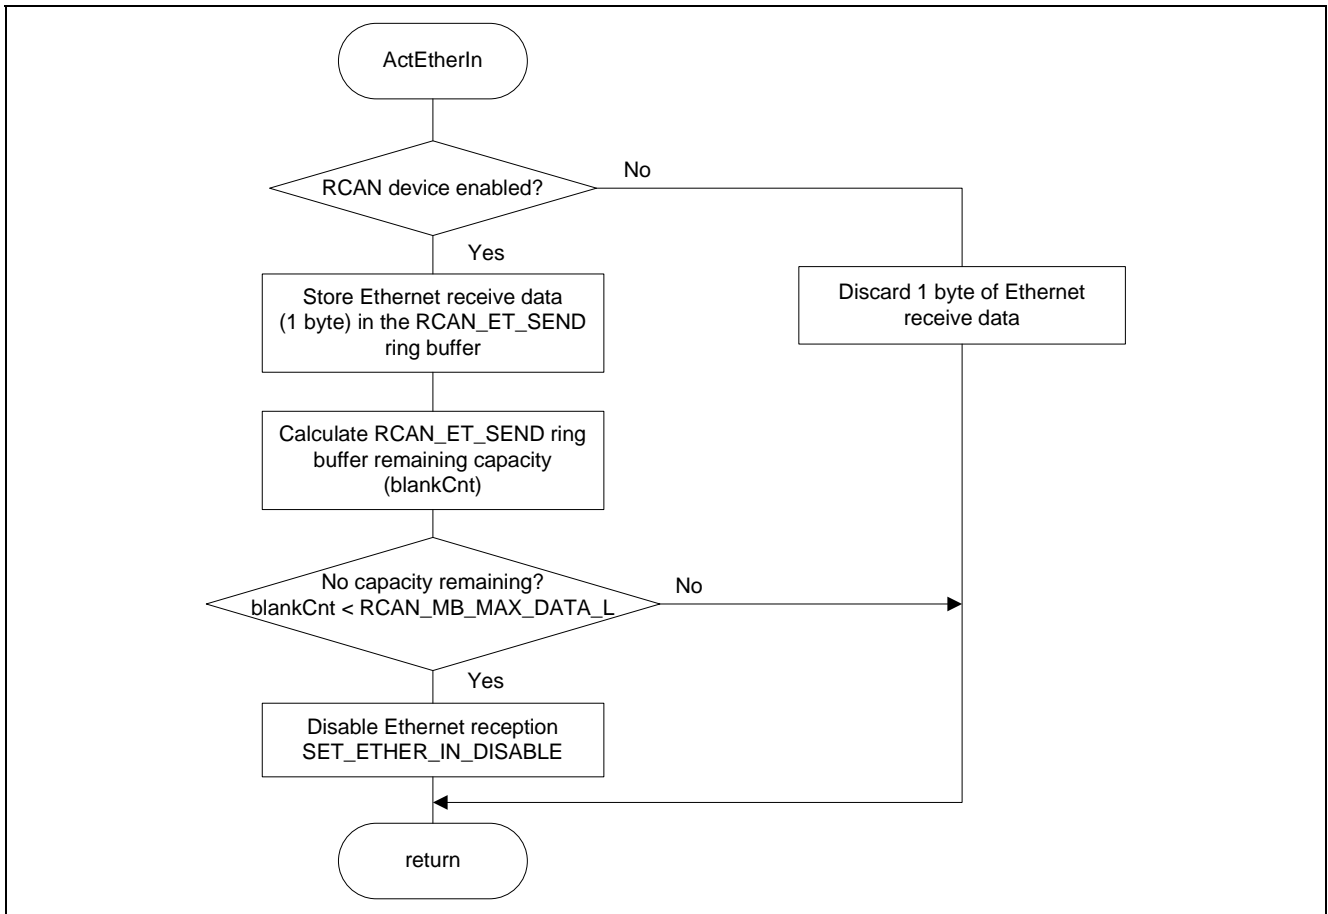 ActEtherIn
RCAN device enabled?
No
Yes
Store Ethernet receive data
(1 byte) in the RCAN_ET_SEND
ring buffer
Discard 1 byte of Ethernet
receive data
Calculate RCAN_ET_SEND ring
buffer remaining capacity
(blankCnt)
No capacity remaining?
blankCnt < RCAN_MB_MAX_DATA_L
No
Yes
Disable Ethernet reception
SET_ETHER_IN_DISABLE
return